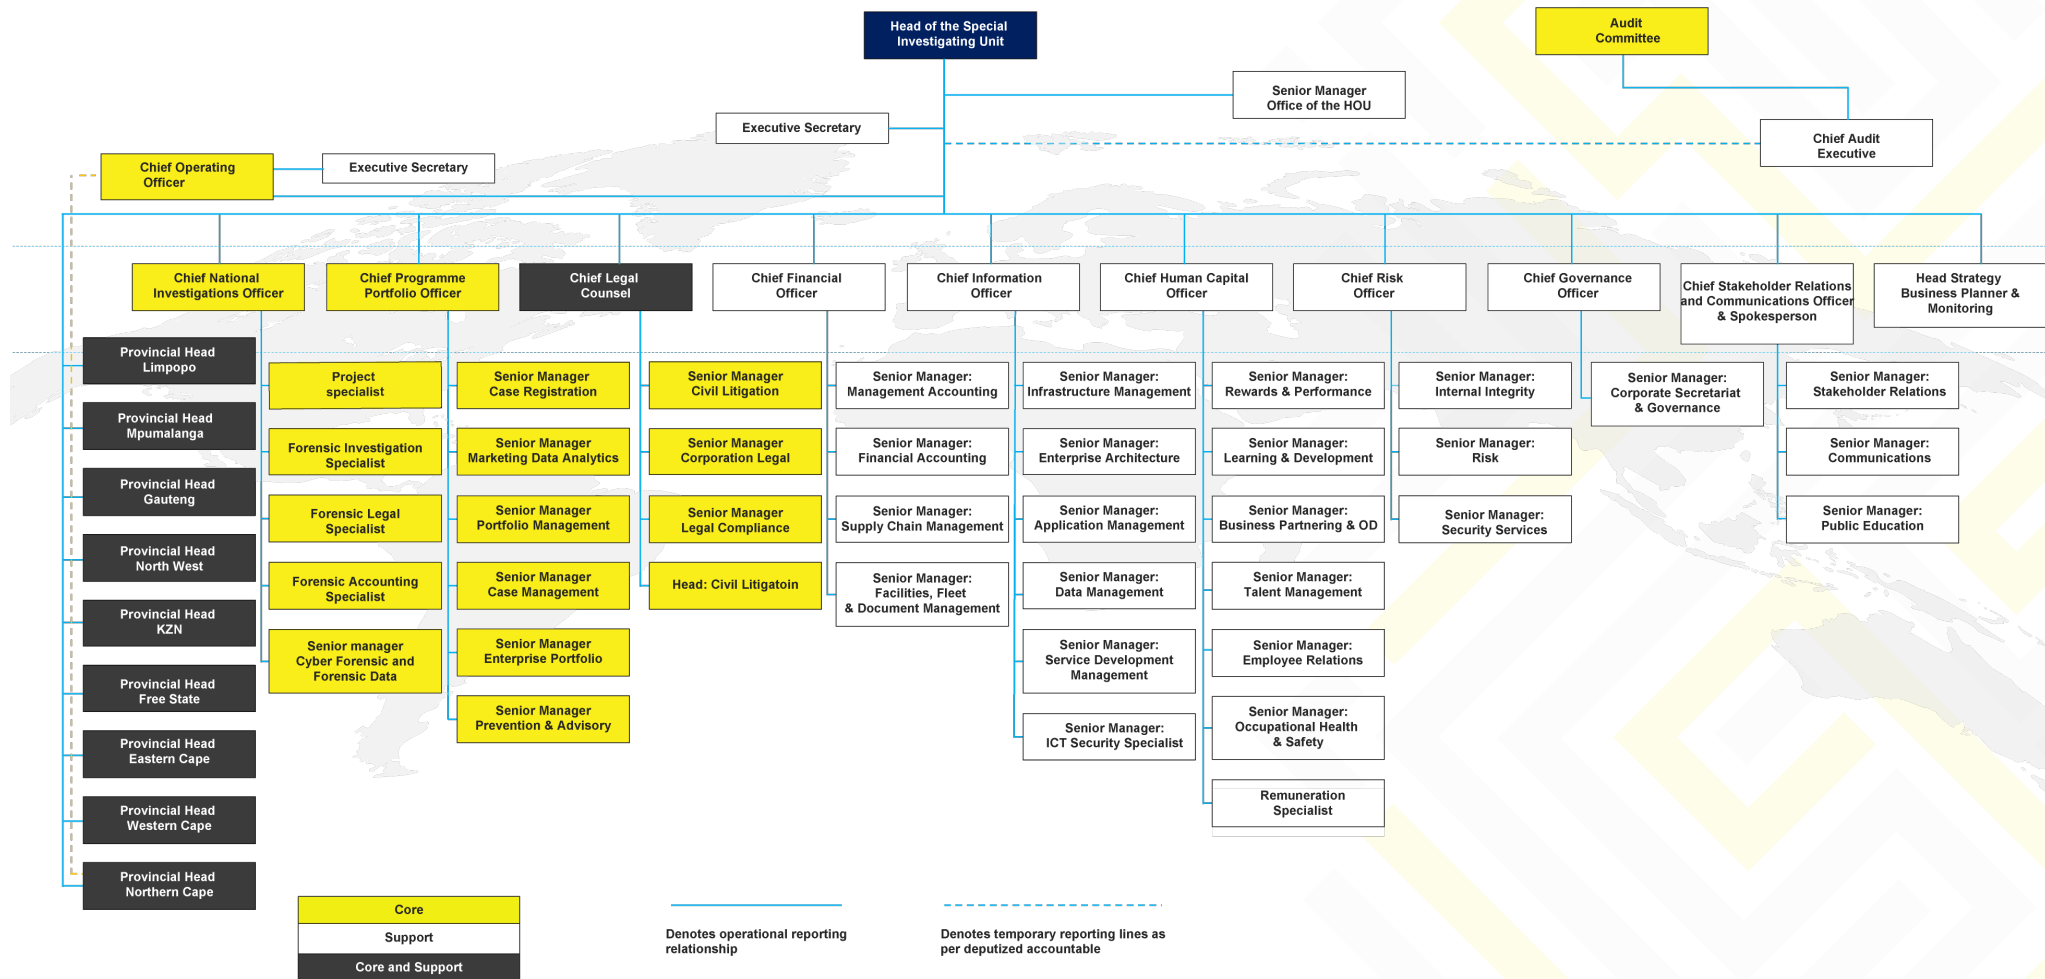 Head of the Special
Investigating Unit
Audit
Committee
Senior Manager
Office of the HOU
Executive Secretary
Chief Audit
Executive
Chief Operating
Officer
Executive Secretary
Chief National
Investigations Officer
Chief Programme
Portfolio Officer
Chief Legal
Counsel
Chief Financial
Officer
Chief Information
Officer
Chief Human Capital
Officer
Chief Risk
Officer
Chief Governance
Officer
Chief Stakeholder Relations
and Communications Officer
& Spokesperson
Head Strategy
Business Planner &
Monitoring
Provincial Head
Limpopo
Provincial Head
Mpumalanga
Provincial Head
Gauteng
Provincial Head
North West
Provincial Head
KZN
Provincial Head
Free State
Provincial Head
Eastern Cape
Provincial Head
Western Cape
Provincial Head
Northern Cape
Project
specialist
Forensic Investigation
Specialist
Forensic Legal
Specialist
Forensic Accounting
Specialist
Senior manager
Cyber Forensic and
Forensic Data
Senior Manager
Case Registration
Senior Manager
Marketing Data Analytics
Senior Manager
Portfolio Management
Senior Manager
Case Management
Senior Manager
Enterprise Portfolio
Senior Manager
Prevention & Advisory
Senior Manager
Civil Litigation
Senior Manager
Corporation Legal
Senior Manager
Legal Compliance
Head: Civil Litigatoin
Senior Manager:
Management Accounting
Senior Manager:
Financial Accounting
Senior Manager:
Supply Chain Management
Senior Manager:
Facilities, Fleet
& Document Management
Senior Manager:
Infrastructure Management
Senior Manager:
Enterprise Architecture
Senior Manager:
Application Management
Senior Manager:
Data Management
Senior Manager:
Service Development
Management
Senior Manager:
ICT Security Specialist
Senior Manager:
Rewards & Performance
Senior Manager:
Learning & Development
Senior Manager:
Business Partnering & OD
Senior Manager:
Talent Management
Senior Manager:
Employee Relations
Senior Manager:
Occupational Health
& Safety
Remuneration
Specialist
Senior Manager:
Internal Integrity
Senior Manager:
Risk
Senior Manager:
Security Services
Senior Manager:
Corporate Secretariat
& Governance
Senior Manager:
Stakeholder Relations
Senior Manager:
Communications
Senior Manager:
Public Education
Core
Support
Core and Support
Denotes operational reporting
relationship
Denotes temporary reporting lines as
per deputized accountable